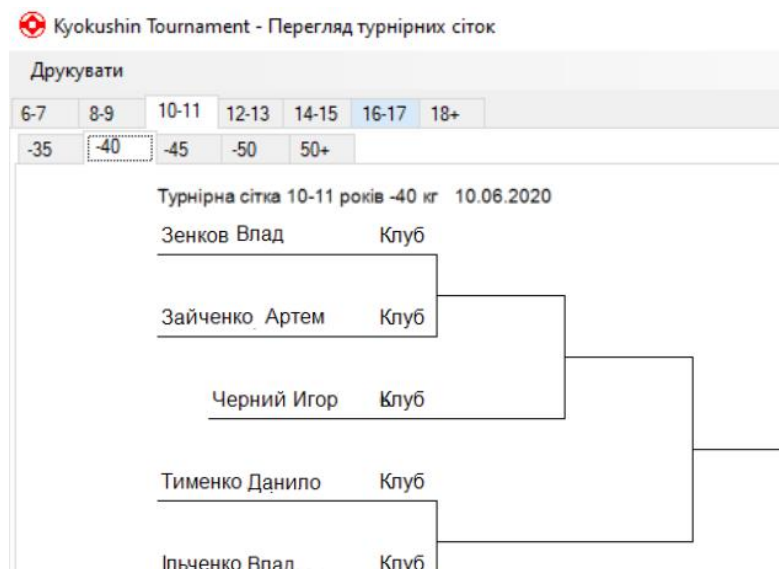 Kyokushin Tournament - Перегляд турнірних сіток
Друкувати
6-7 8-9 10-11 12-13 14-15 16-17 18+
-35 -40 -45 -50 50+
Турнірна сітка 10-11 років -40 кг 10.06.2020
Зенков Влад Клуб
Зайченко Артем Клуб
Черний Игор Клуб
Тименко Данило Клуб
Ільченко Влад Клуб